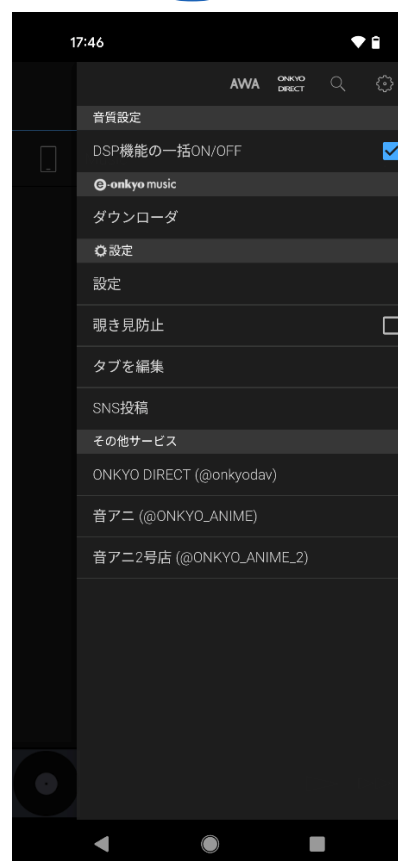 17:46
AWA
ONKYO
DIRECT
音質設定
DSP機能の一括ON/OFF
e-onkyo music
ダウンローダ
設定
設定
覗き見防止
タブを編集
SNS投稿
その他サービス
ONKYO DIRECT (@onkyodav)
音アニ (@ONKYO_ANIME)
音アニ2号店 (@ONKYO_ANIME_2)